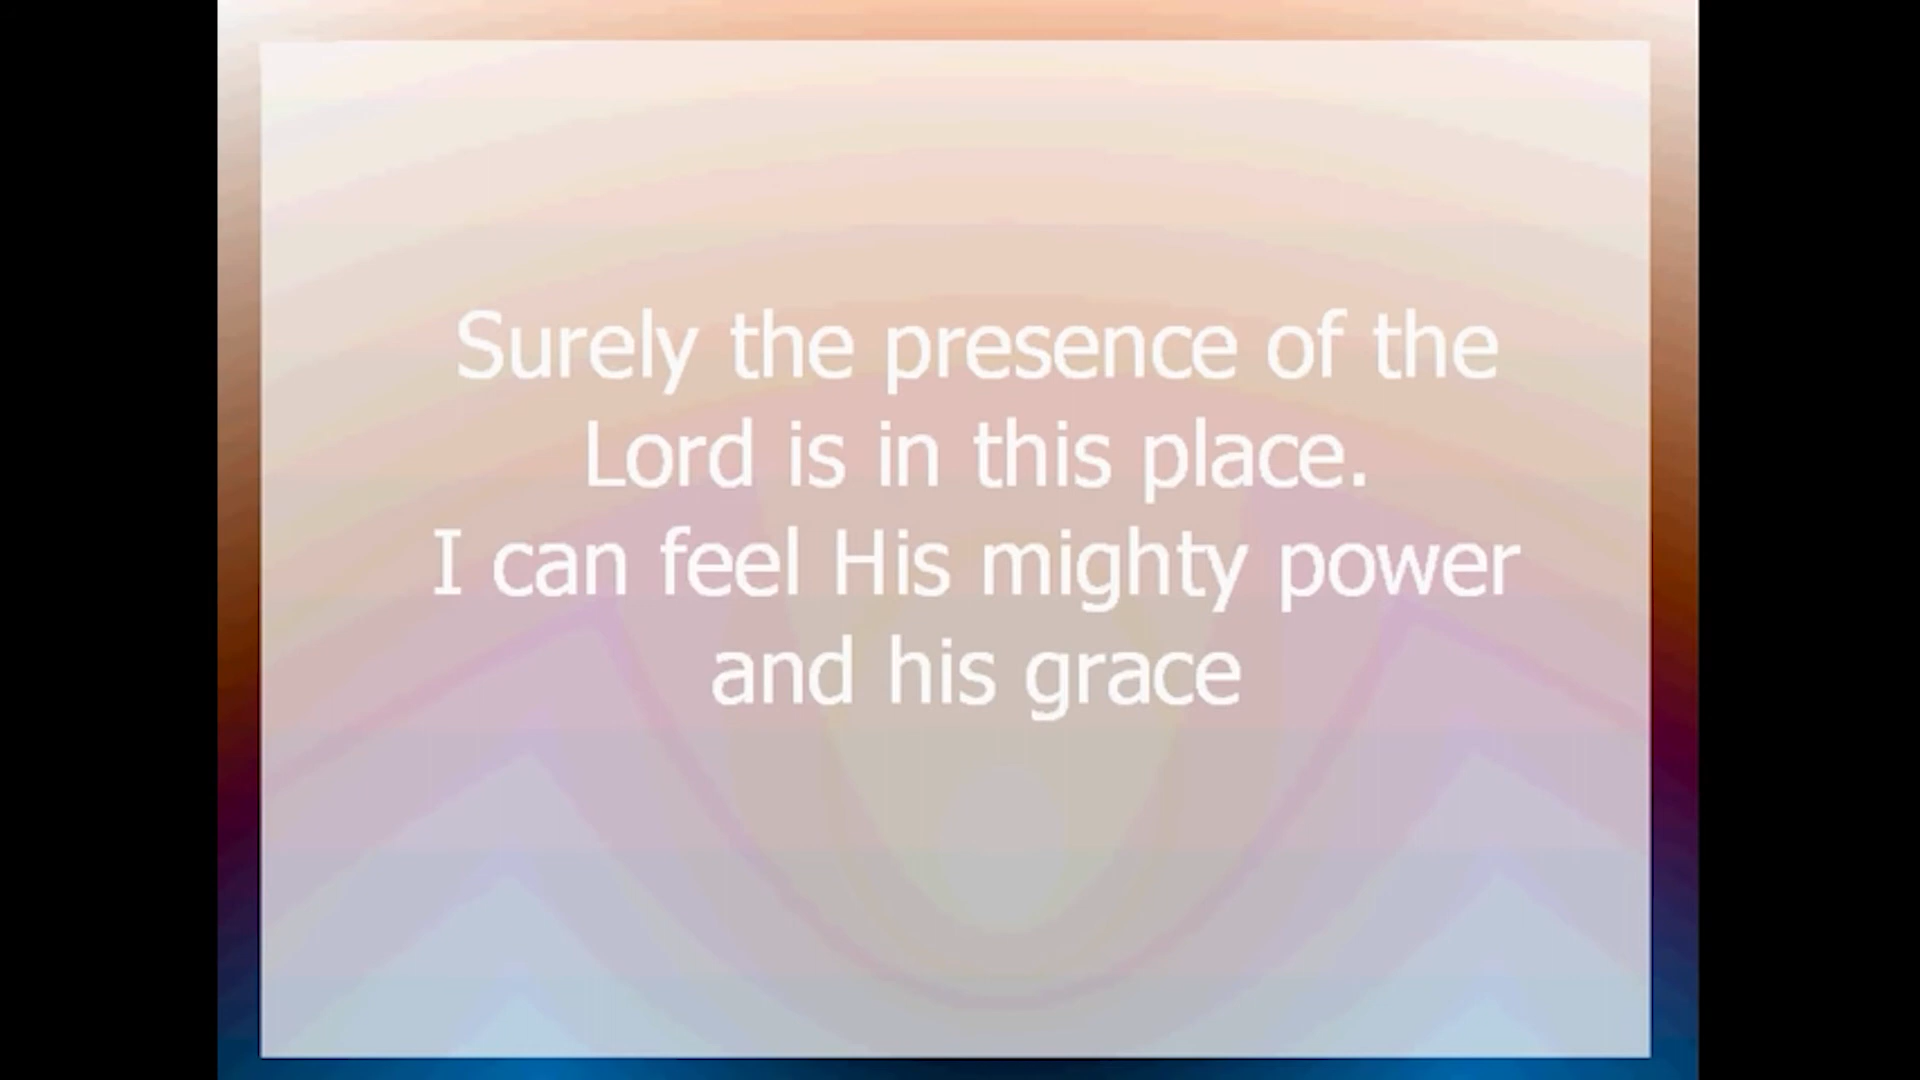 Surely the presence of the
Lord is in this place.
I can feel His mighty power
and his grace